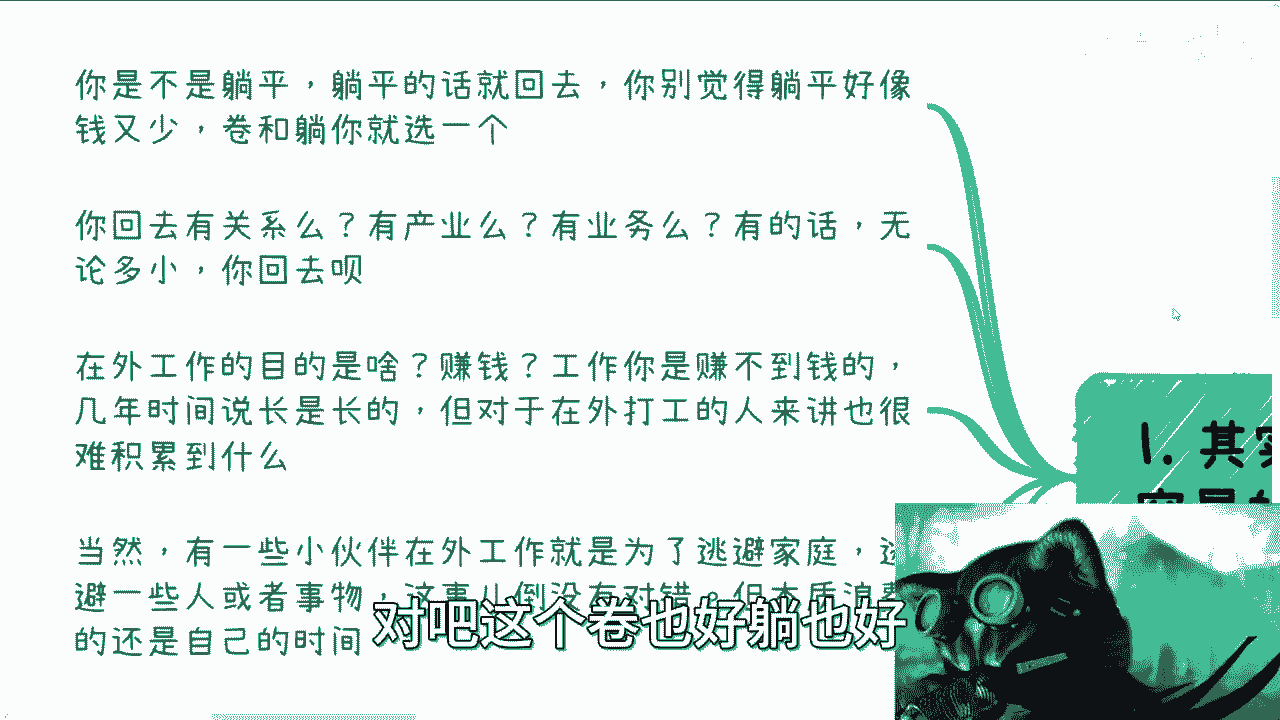 你是不是躺平，躺平的话就回去，你别觉得躺平好像
钱又少，卷和躺你就选一个
你回去有关系么？有产业么？有业务么？有的话，无
论多小，你回去呗
在外工作的目的是啥？赚钱？工作你是赚不到钱的，
几年时间说长是长的，但对于在外打工的人来讲也很
难积累到什么
1. 其实
当然，有一些小伙伴在外工作就是为了逃避家庭，逃
避一些人或者事物，这事儿倒没有对错，但本质浪费
的还是自己的时间
对吧这个卷也好躺也好